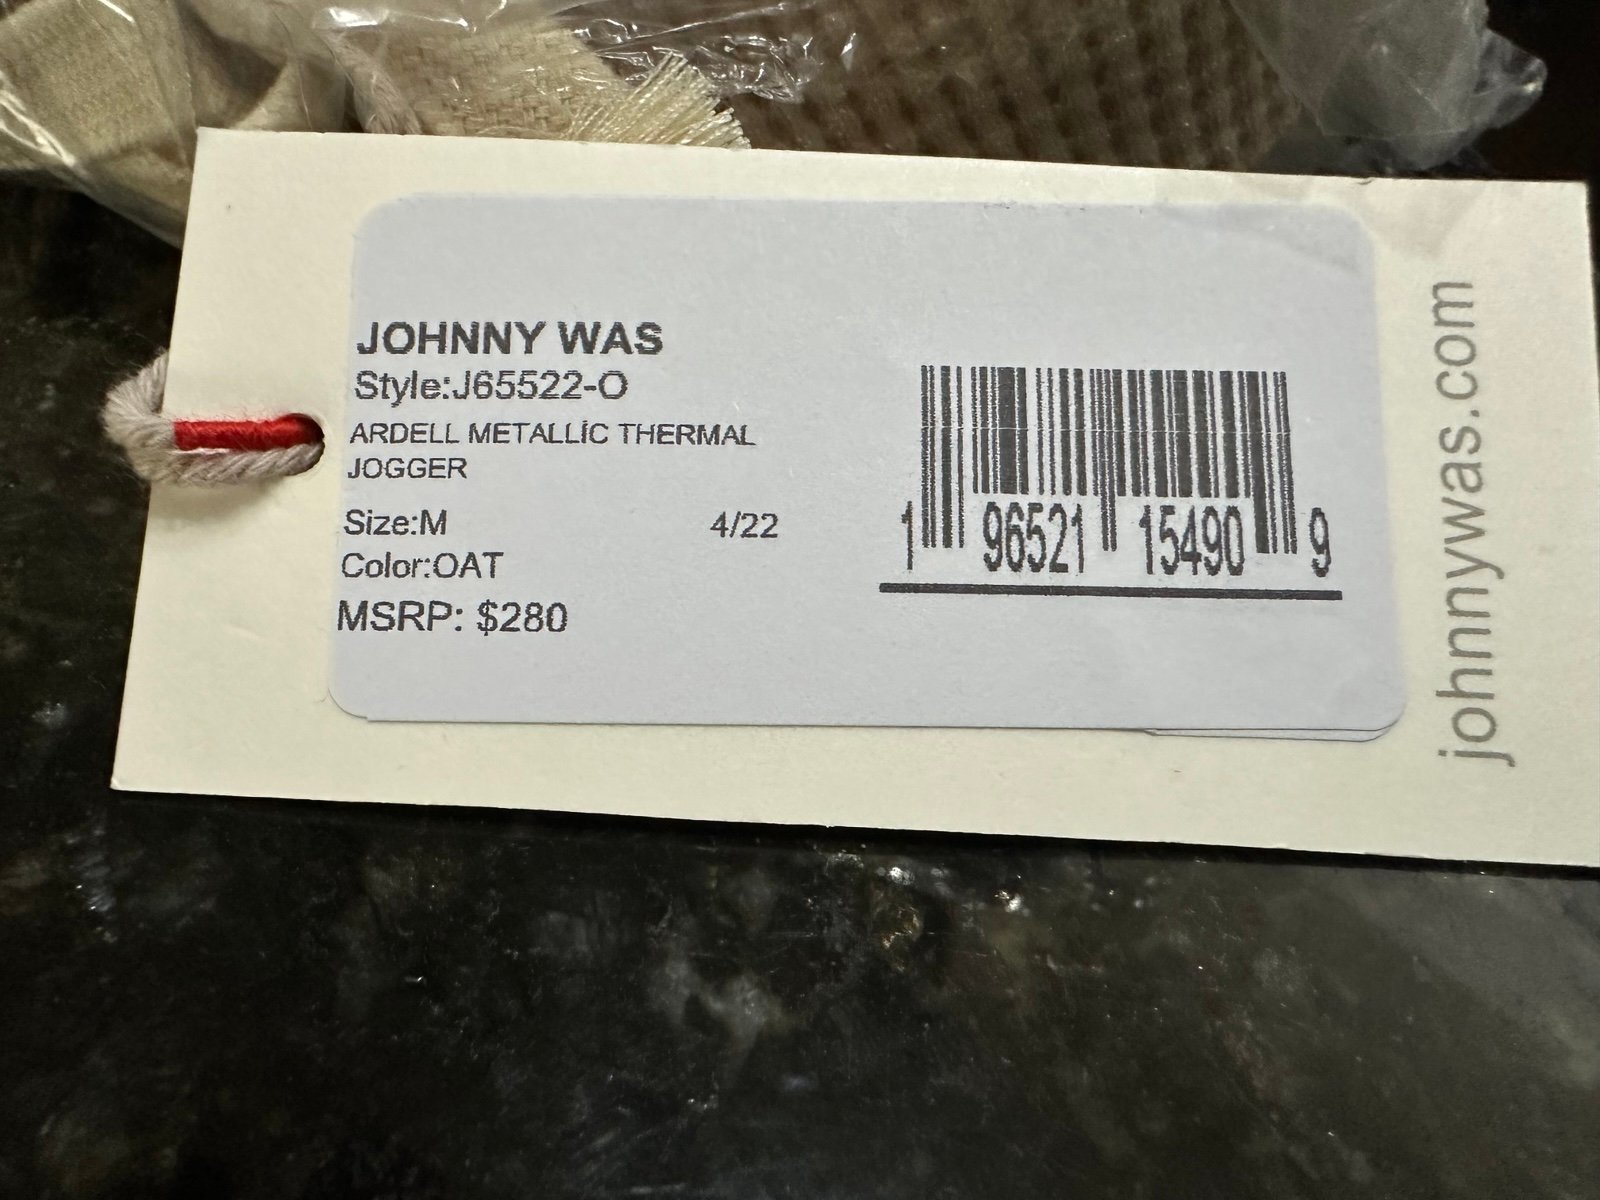 JOHNNY WAS
Style:J65522-O
ARDELL METALLİC THERMAL
JOGGER
Size:M 4/22
Color:OAT
MSRP: $280
1 96521 15490 9
johnnywas.com